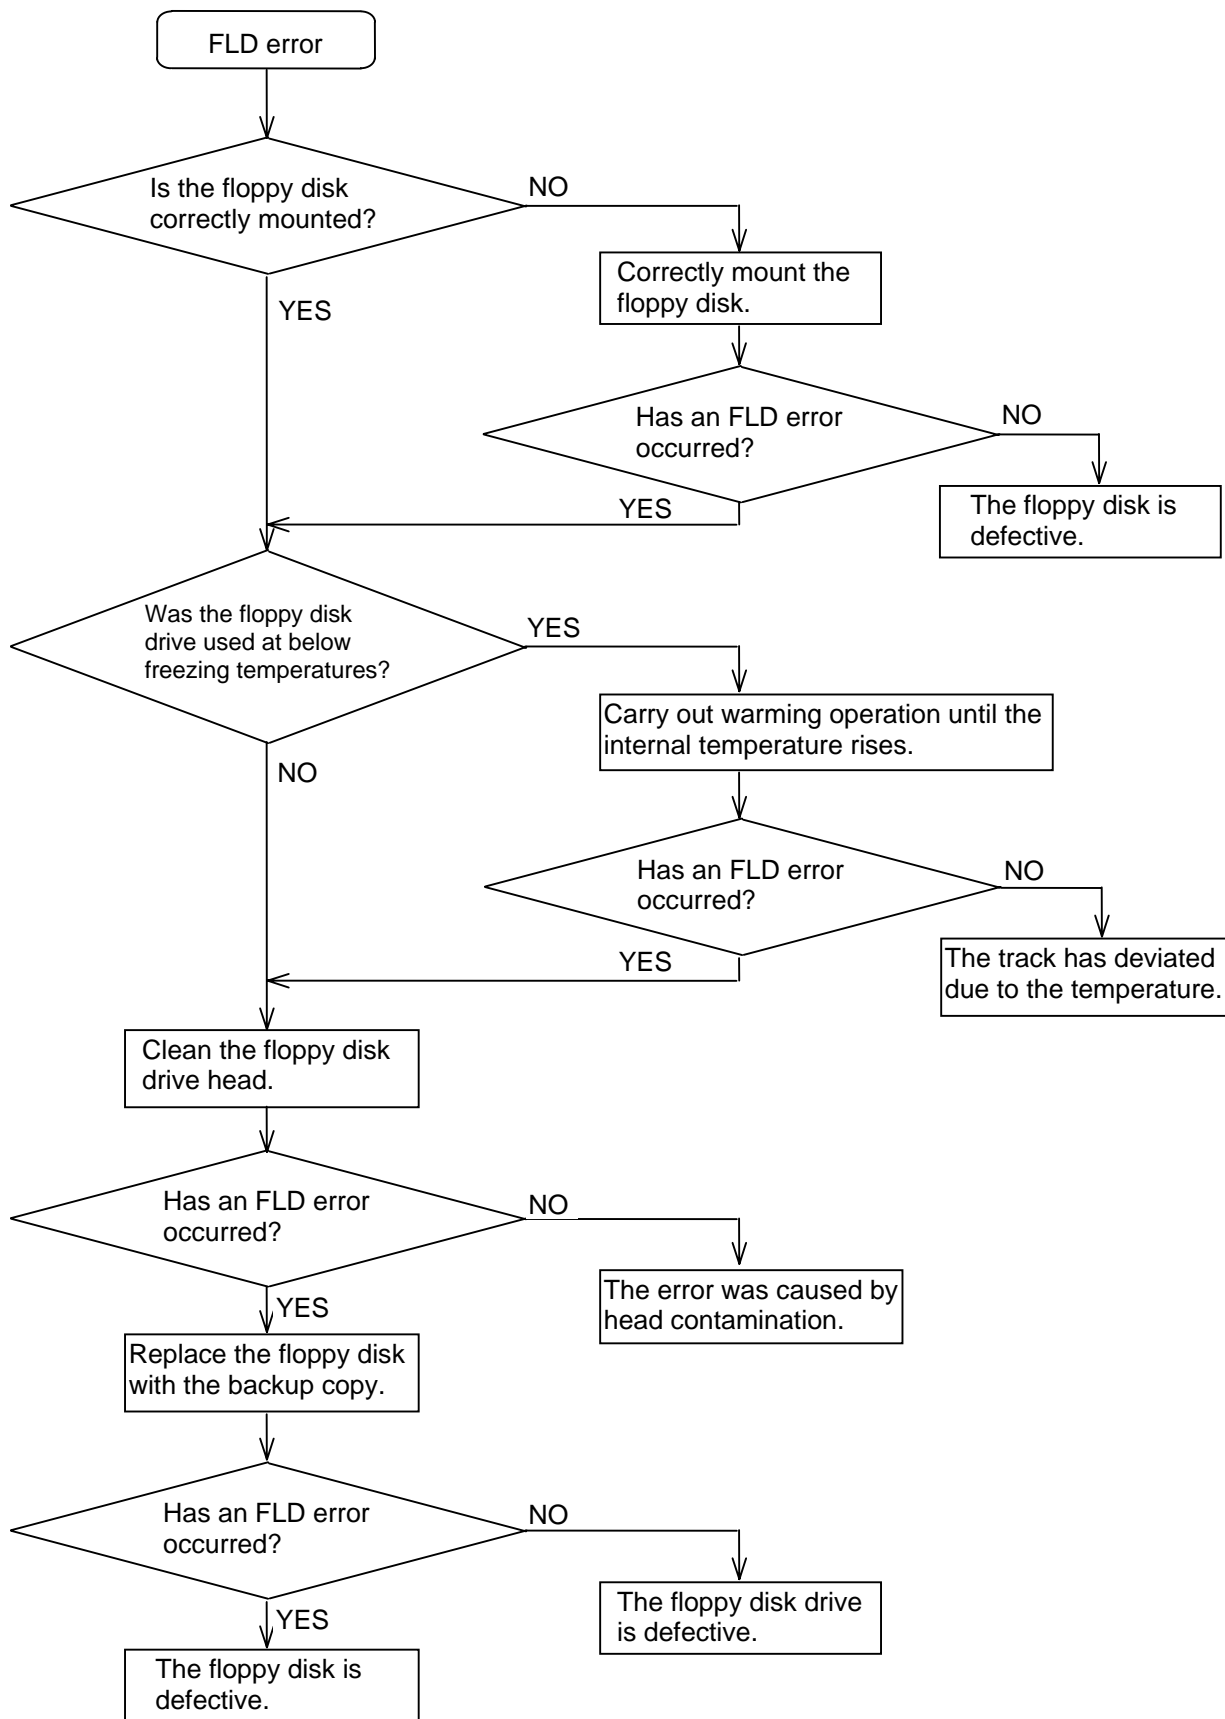 FLD error
Is the floppy disk
correctly mounted?
NO
Correctly mount the
floppy disk.
YES
Has an FLD error
occurred?
NO
The floppy disk is
defective.
YES
Was the floppy disk
drive used at below
freezing temperatures?
YES
Carry out warming operation until the
internal temperature rises.
NO
Has an FLD error
occurred?
NO
The track has deviated
due to the temperature.
YES
Clean the floppy disk
drive head.
Has an FLD error
occurred?
NO
The error was caused by
head contamination.
YES
Replace the floppy disk
with the backup copy.
Has an FLD error
occurred?
NO
The floppy disk drive
is defective.
YES
The floppy disk is
defective.